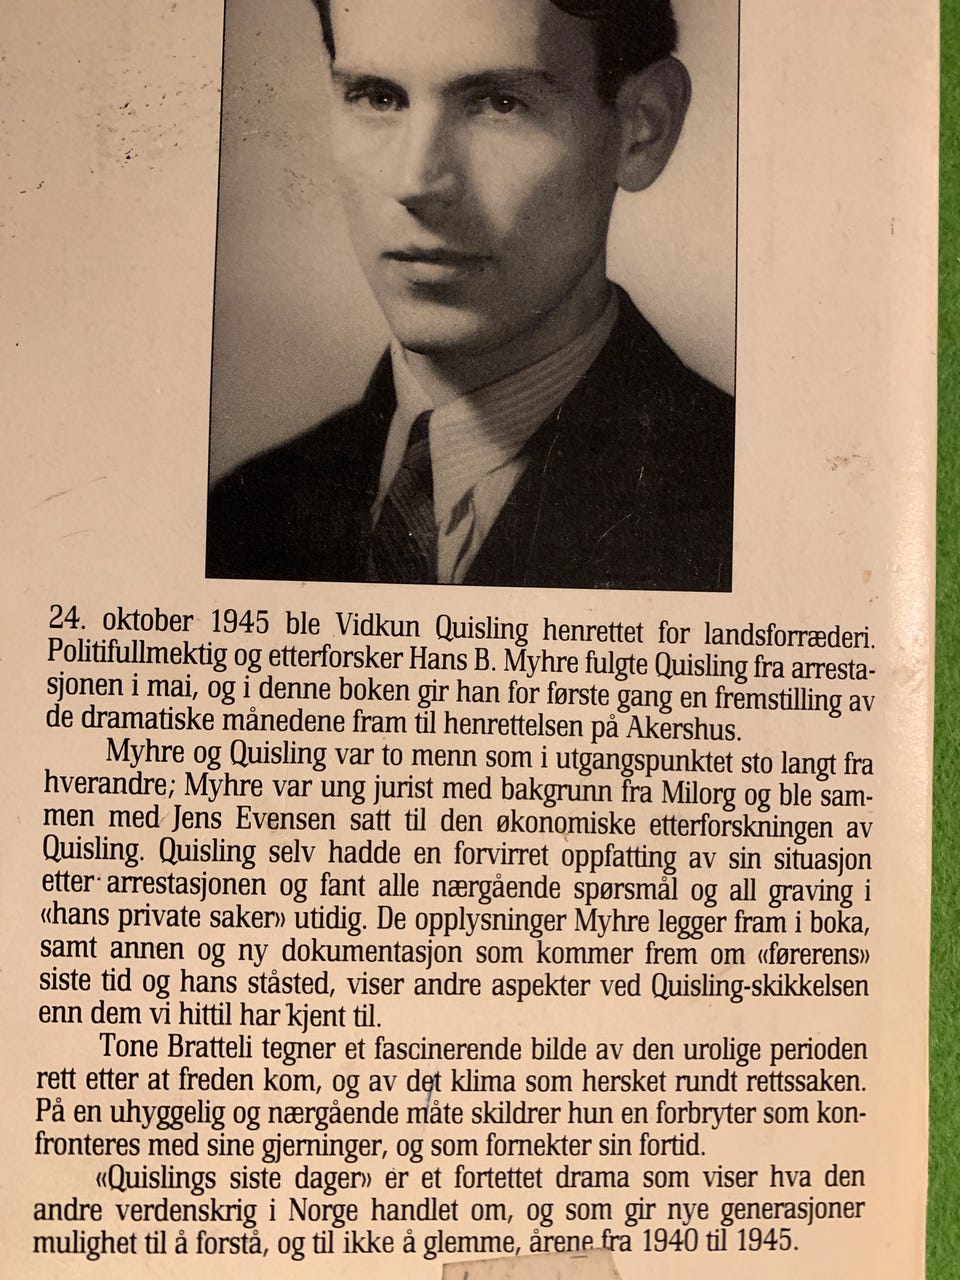 24. oktober 1945 ble Vidkun Quisling henrettet for landsforræderi.
Politifullmektig og etterforsker Hans B. Myhre fulgte Quisling fra arresta-
sjonen i mai, og i denne boken gir han for første gang en fremstilling av
de dramatiske månedene fram til henrettelsen på Akershus.
Myhre og Quisling var to menn som i utgangspunktet sto langt fra
hverandre; Myhre var ung jurist med bakgrunn fra Milorg og ble sam-
men med Jens Evensen satt til den økonomiske etterforskningen av
Quisling. Quisling selv hadde en forvirret oppfatting av sin situasjon
etter arrestasjonen og fant alle nærgående spørsmål og all graving i
«hans private saker» utidig. De opplysninger Myhre legger fram i boka,
samt annen og ny dokumentasjon som kommer frem om «førerens»
siste tid og hans ståsted, viser andre aspekter ved Quisling-skikkelsen
enn dem vi hittil har kjent til.
Tone Bratteli tegner et fascinerende bilde av den urolige perioden
rett etter at freden kom, og av det klima som hersket rundt rettssaken.
På en uhyggelig og nærgående måte skildrer hun en forbryter som kon-
fronteres med sine gjerninger, og som fornekter sin fortid.
«Quislings siste dager» er et fortettet drama som viser hva den
andre verdenskrig i Norge handlet om, og som gir nye generasjoner
mulighet til å forstå, og til ikke å glemme, årene fra 1940 til 1945.